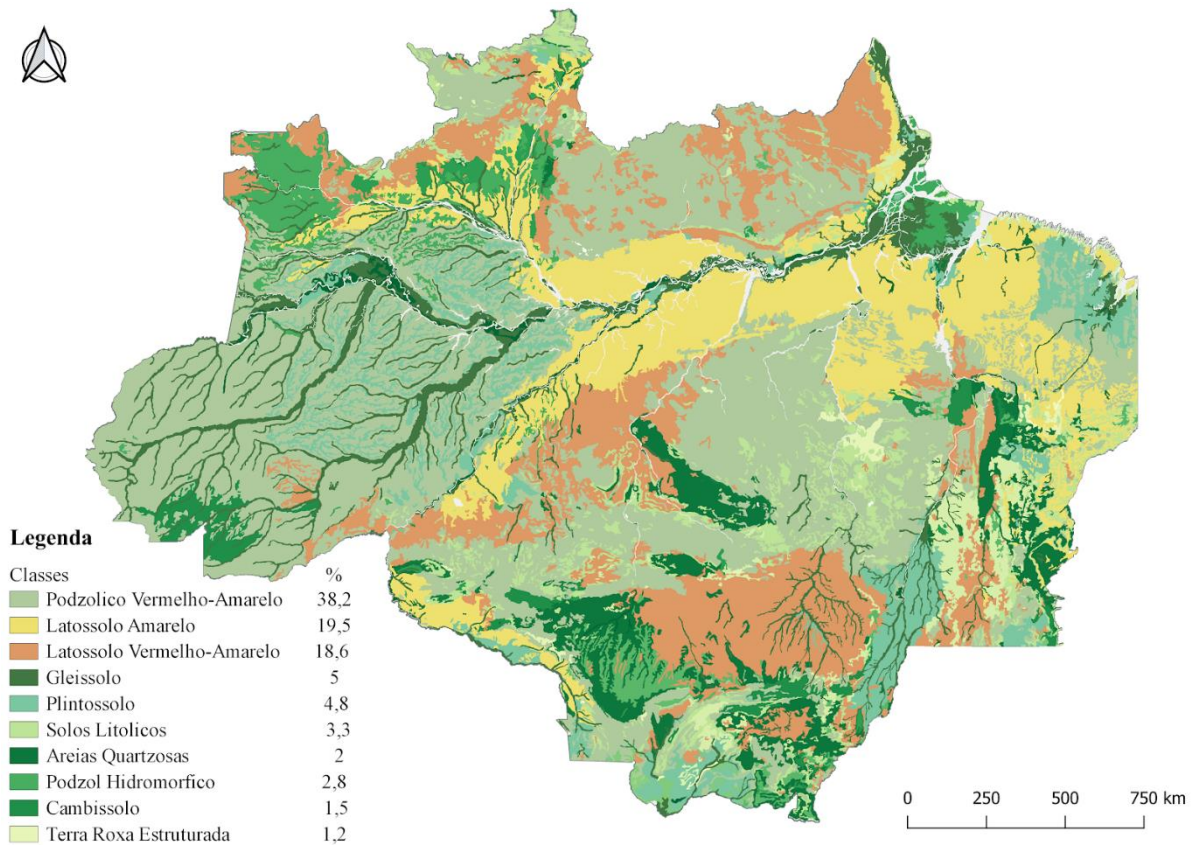 Legenda
Classes %
Podzolico Vermelho-Amarelo 38,2
Latossolo Amarelo 19,5
Latossolo Vermelho-Amarelo 18,6
Gleissolo 5
Plintossolo 4,8
Solos Litolicos 3,3
Areias Quartzosas 2
Podzol Hidromorfico 2,8
Cambissolo 1,5
Terra Roxa Estruturada 1,2
0 250 500 750 km